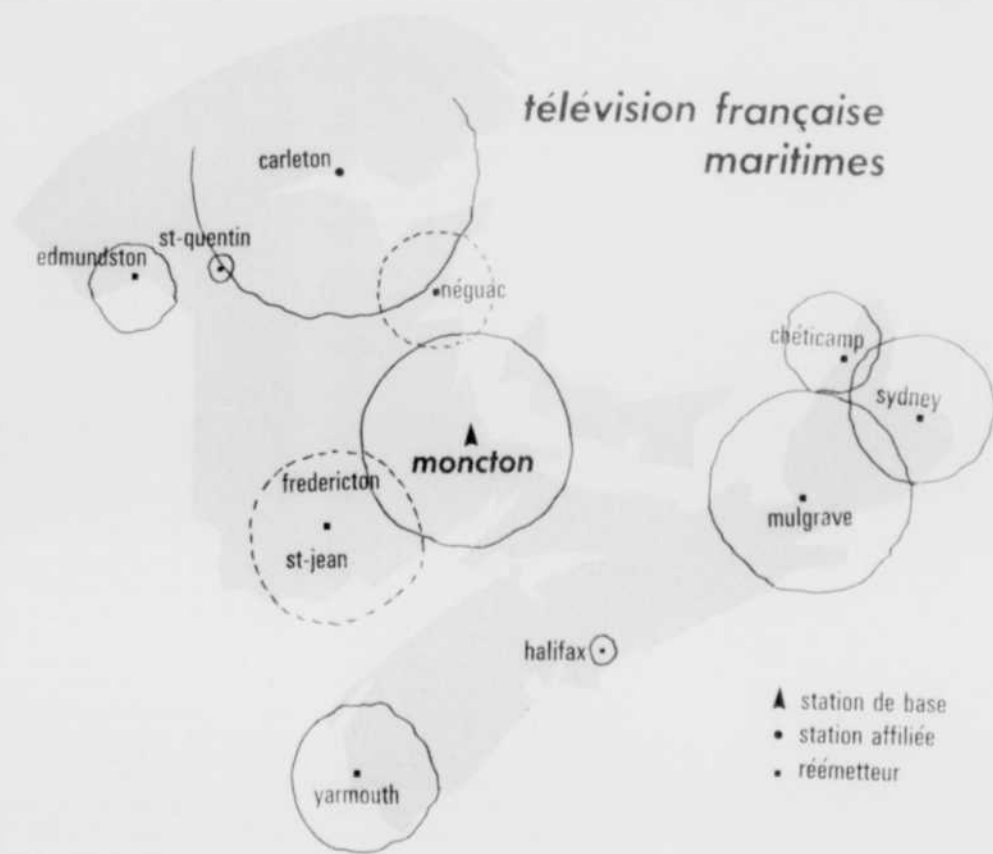 télévision française
maritimes
carleton
st-quentin
edmundston
néguac
chéticamp
sydney
moncton
fredericton
mulgrave
st-jean
halifax
yarmouth
station de base
station affiliée
réémetteur